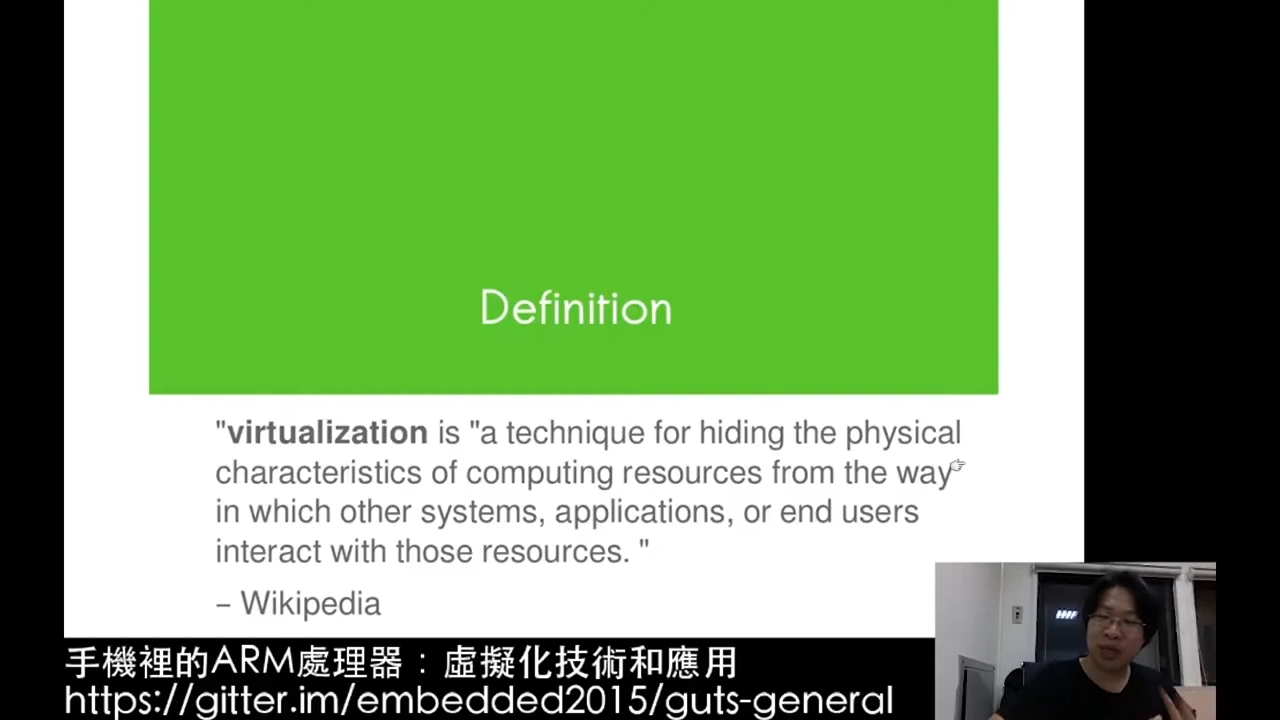 Definition
"virtualization is "a technique for hiding the physical
characteristics of computing resources from the way
in which other systems, applications, or end users
interact with those resources. "
– Wikipedia
手機裡的ARM處理器：虛擬化技術和應用
https://gitter.im/embedded2015/guts-general